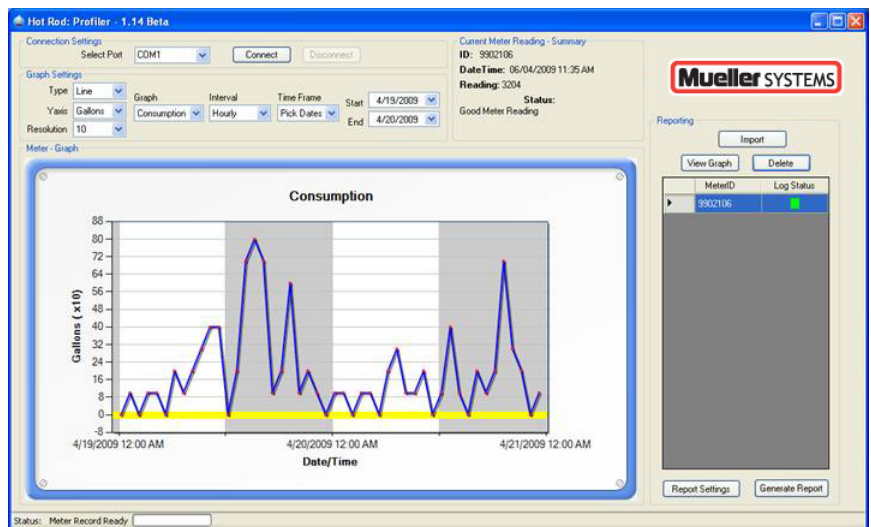 Hot Rod: Profiler - 1.14 Beta
Connection Settings
Select Port COM1 Connect Disconnect
Graph Settings
Type Line
Yaxis Gallons
Resolution 10
Graph
Consumption
Interval
Hourly
Time Frame
Pick Dates
Start 4/19/2009
End 4/20/2009
Current Meter Reading - Summary
ID: 9902106
DateTime: 06/04/2009 11:35 AM
Reading: 3204
Status:
Good Meter Reading
Mueller SYSTEMS
Reporting
Import
View Graph Delete
MeterID Log Status
9902106
Report Settings Generate Report
Meter - Graph
Consumption
Gallons ( x10)
88
80
72
64
56
48
40
32
24
16
8
0
-8
4/19/2009 12:00 AM 4/20/2009 12:00 AM 4/21/2009 12:00 AM
Date/Time
Status: Meter Record Ready